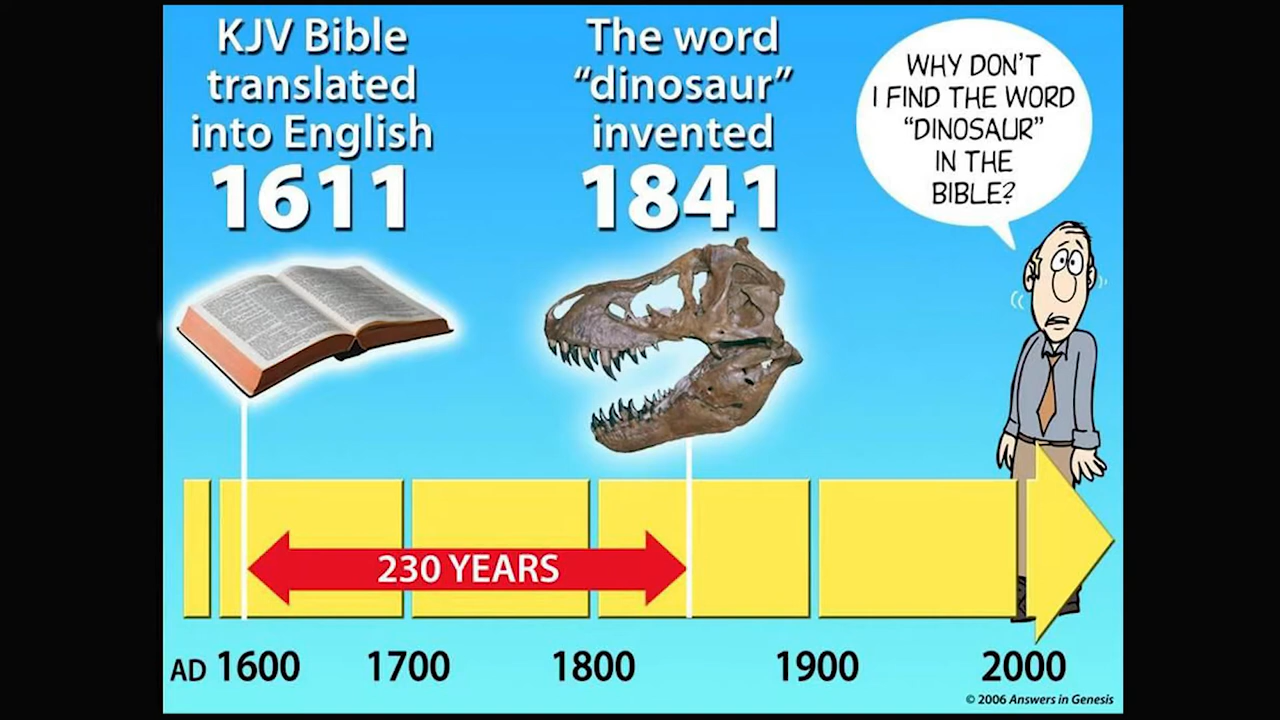 KJV Bible
translated
into English
1611
The word
“dinosaur”
invented
1841
WHY DON'T
I FIND THE WORD
“DINOSAUR”
IN THE
BIBLE?
230 YEARS
AD 1600 1700 1800 1900 2000
© 2006 Answers in Genesis